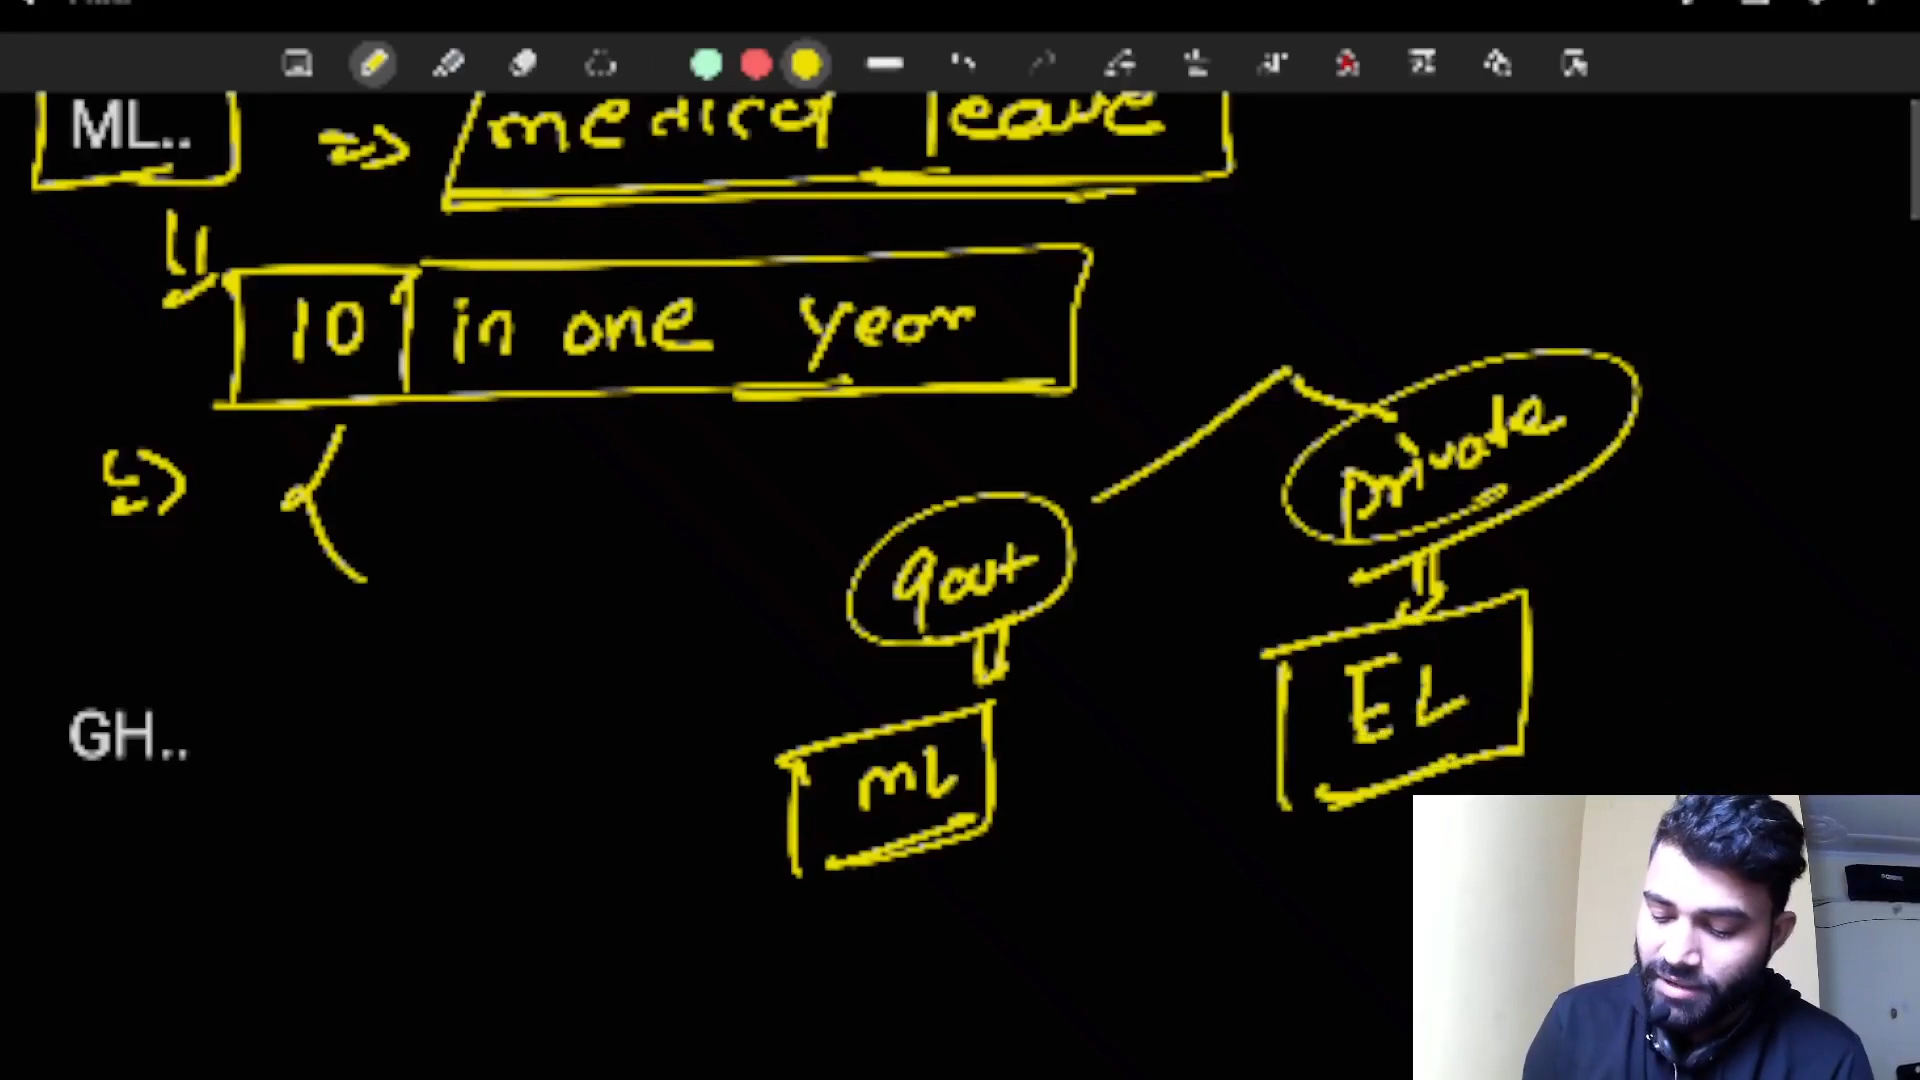 ML.. => medical leave
10 in one year
=>
private
govt
EL
GH..
ML